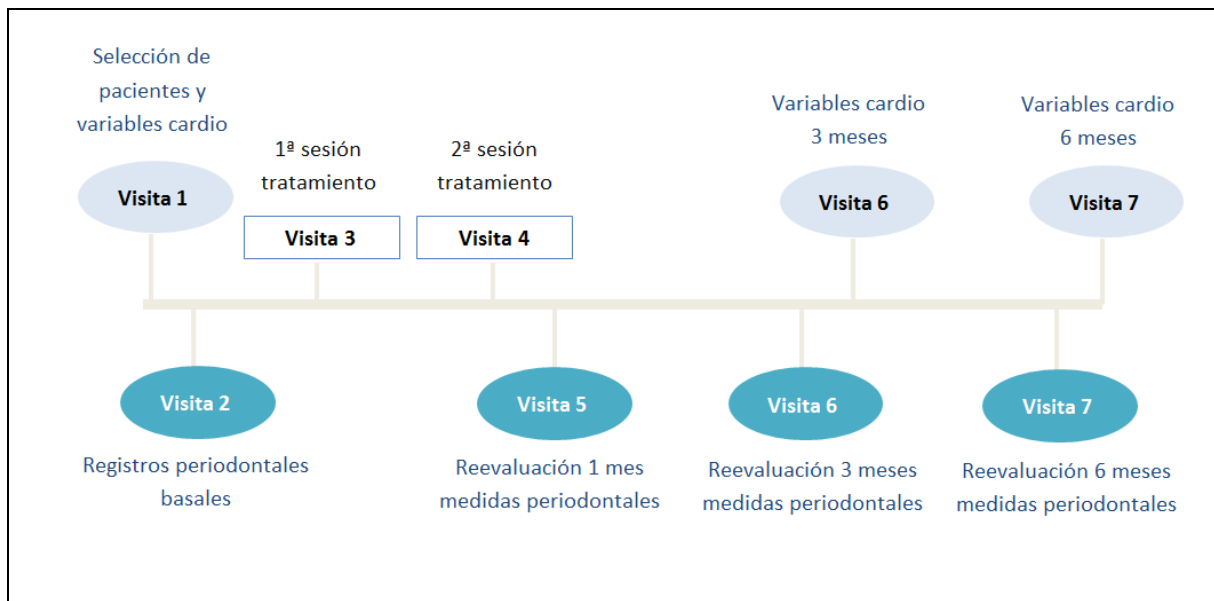 Selección de
pacientes y
variables cardio
Visita 1
1ª sesión
tratamiento
Visita 3
2ª sesión
tratamiento
Visita 4
Variables cardio
3 meses
Visita 6
Variables cardio
6 meses
Visita 7
Visita 2
Registros periodontales
basales
Visita 5
Reevaluación 1 mes
medidas periodontales
Visita 6
Reevaluación 3 meses
medidas periodontales
Visita 7
Reevaluación 6 meses
medidas periodontales